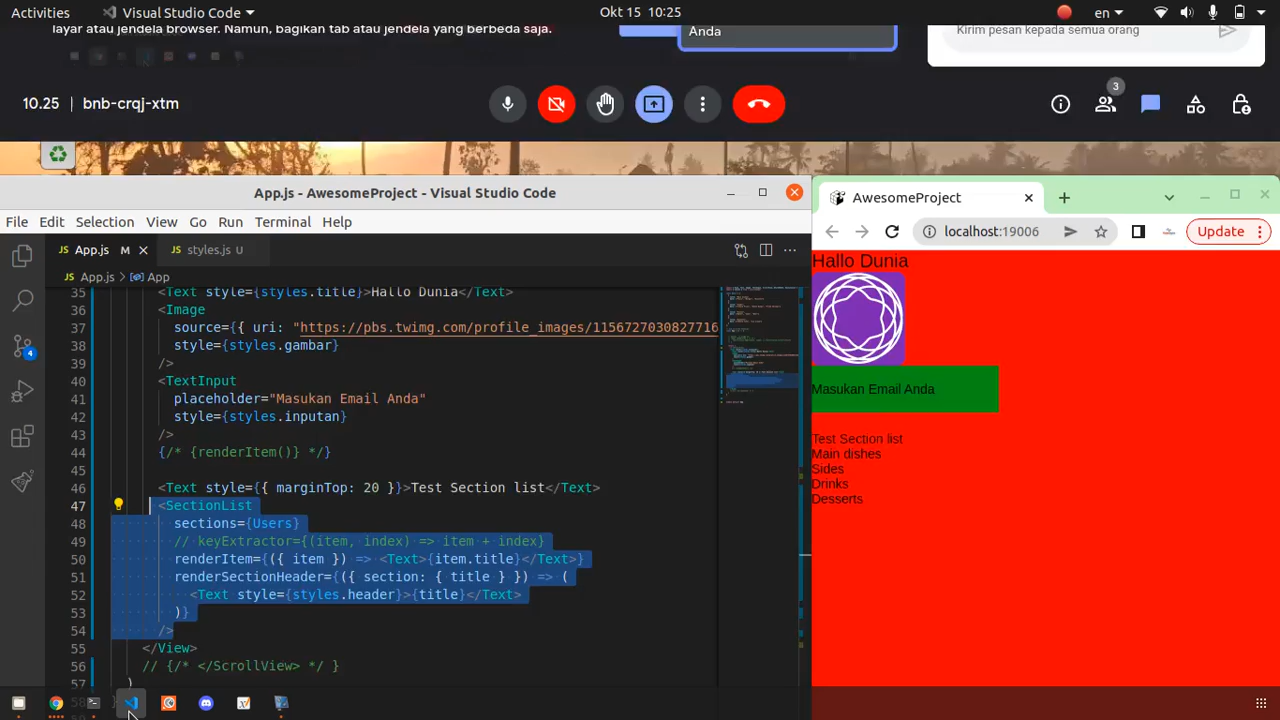 Activities
Visual Studio Code
Okt 15 10:25
en
layar atau jendela browser. Namun, bagikan tab atau jendela yang berbeda saja.
Anda
Kirim pesan kepada semua orang
10.25 | bnb-crqj-xtm
3
App.js - AwesomeProject - Visual Studio Code
File Edit Selection View Go Run Terminal Help
JS App.js M
JS styles.js U
JS App.js > App
4
35 <Text style={styles.title}>Hallo Dunia</Text>
36 <Image
37 source={{ uri: "https://pbs.twimg.com/profile_images/1156727030827716
38 style={styles.gambar}
39 />
40 <TextInput
41 placeholder="Masukan Email Anda"
42 style={styles.inputan}
43 />
44 {/* {renderItem()} */}
45
46 <Text style={{ marginTop: 20 }}>Test Section list</Text>
47 <SectionList
48 sections={Users}
49 // keyExtractor={(item, index) => item + index}
50 renderItem={({ item }) => <Text>{item.title}</Text>}
51 renderSectionHeader={({ section: { title } }) => (
52 <Text style={styles.header}>{title}</Text>
53 )}
54 />
55 </View>
56 // {/* </ScrollView> */ }
57 )
58 }
AwesomeProject
localhost:19006
Update
Hallo Dunia
Masukan Email Anda
Test Section list
Main dishes
Sides
Drinks
Desserts